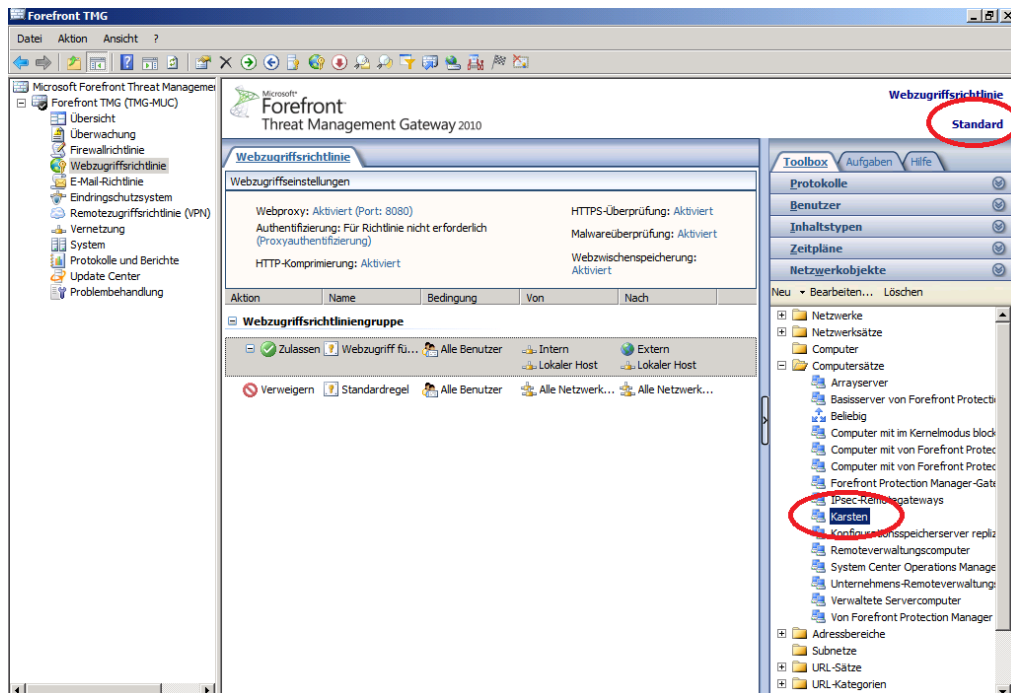 Forefront TMG
Datei Aktion Ansicht ?
Microsoft Forefront Threat Managemer
Forefront TMG (TMG-MUC)
Übersicht
Überwachung
Firewallrichtlinie
Webzugriffsrichtlinie
E-Mail-Richtlinie
Eindringschutzsystem
Remotezugriffsrichtlinie (VPN)
Vernetzung
System
Protokolle und Berichte
Update Center
Problembehandlung
Microsoft
Forefront
Threat Management Gateway 2010
Webzugriffsrichtlinie
Standard
Webzugriffsrichtlinie
Webzugriffseinstellungen
Webproxy: Aktiviert (Port: 8080)
Authentifizierung: Für Richtlinie nicht erforderlich
(Proxyauthentifizierung)
HTTP-Komprimierung: Aktiviert
HTTPS-Überprüfung: Aktiviert
Malwareüberprüfung: Aktiviert
Webzwischenspeicherung:
Aktiviert
Aktion Name Bedingung Von Nach
Webzugriffsrichtliniengruppe
Zulassen Webzugriff fü... Alle Benutzer Intern Extern
Lokaler Host Lokaler Host
Verweigern Standardregel Alle Benutzer Alle Netzwerk... Alle Netzwerk...
Toolbox Aufgaben Hilfe
Protokolle
Benutzer
Inhaltstypen
Zeitpläne
Netzwerkobjekte
Neu Bearbeiten... Löschen
Netzwerke
Netzwerksätze
Computer
Computersätze
Arrayserver
Basisserver von Forefront Protecti
Beliebig
Computer mit im Kernelmodus block
Computer mit von Forefront Protec
Computer mit von Forefront Protec
Forefront Protection Manager-Gate
IPsec-Remotegateways
Karsten
Konfigurationsspeicherserver repliz
Remoteverwaltungscomputer
System Center Operations Manage
Unternehmens-Remoteverwaltungs
Verwaltete Servercomputer
Von Forefront Protection Manager
Adressbereiche
Subnetze
URL-Sätze
URL-Kategorien